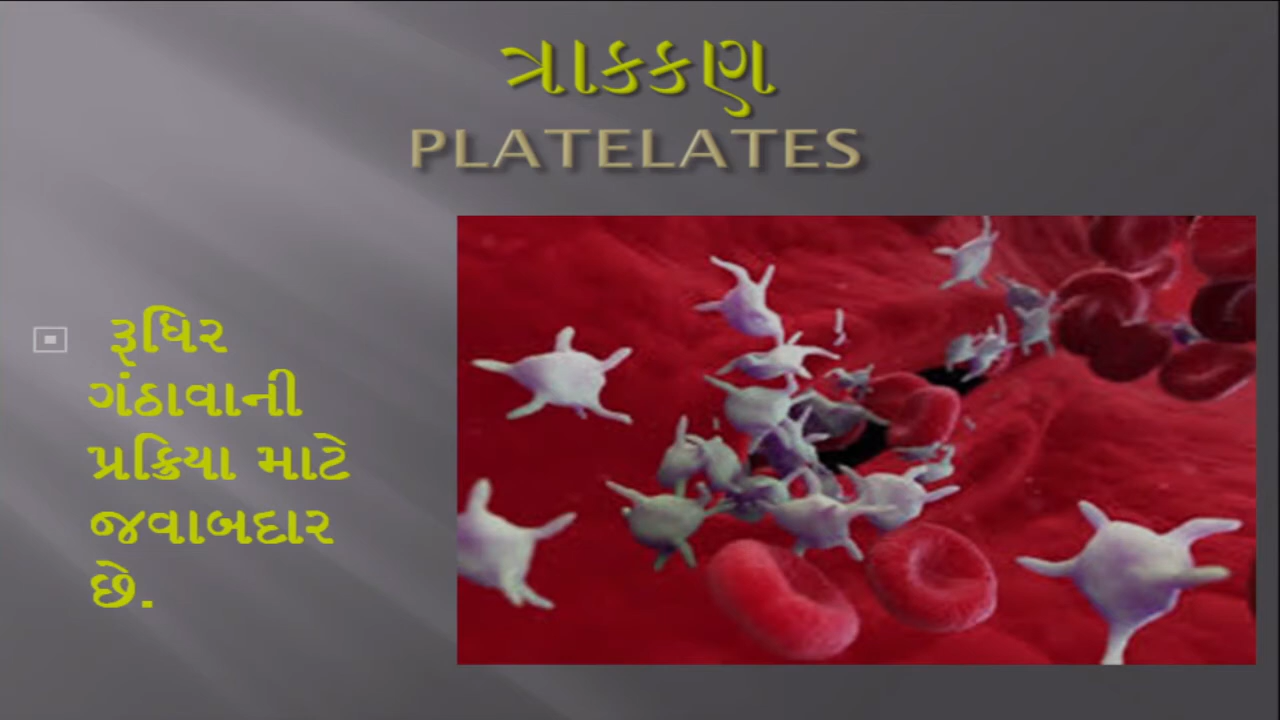 ત્રાકકણ
PLATELATES
રૂધિર
ગંઠાવાની
પ્રક્રિયા માટે
જવાબદાર
છે.